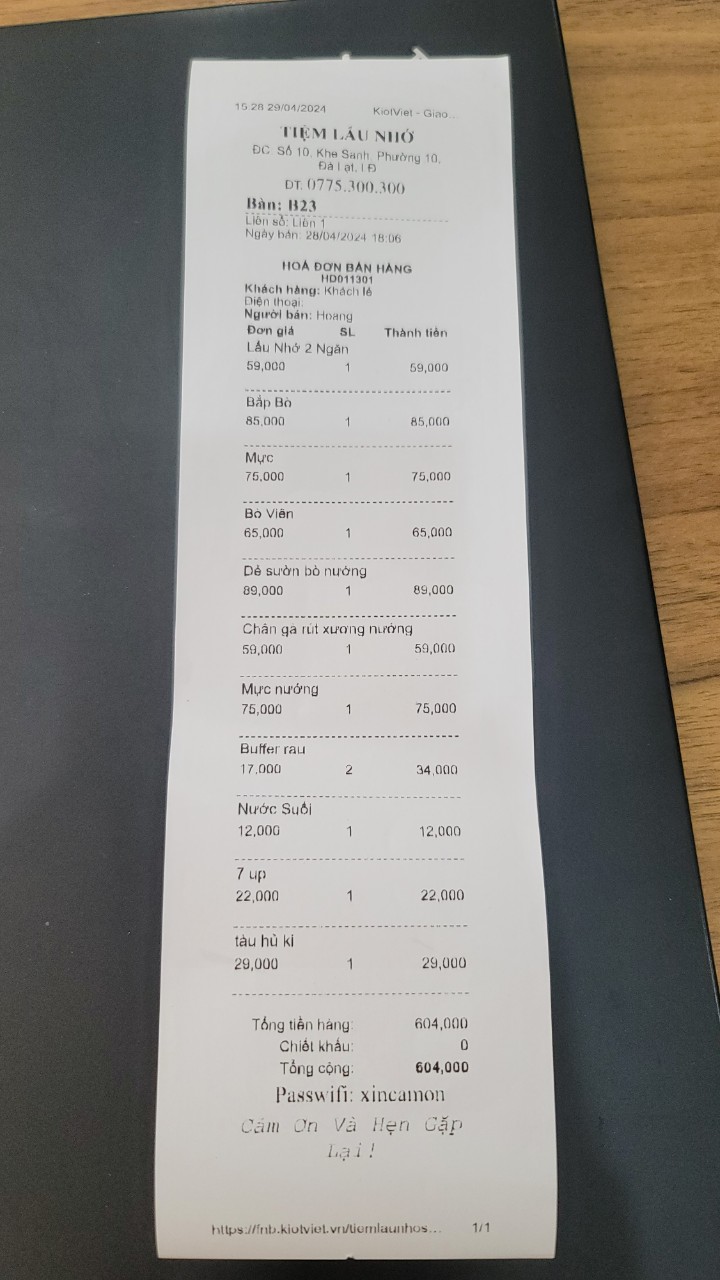 15:28 29/04/2024 KiotViet - Giao...
TIỆM LẨU NHỚ
ĐC. Số 10, Khe Sanh, Phường 10,
Đà Lạt, LĐ
DT. 0775.300.300
Bàn: B23
Liên số: Liên 1
Ngày bán: 28/04/2024 18:06
HOÁ ĐƠN BÁN HÀNG
HD011301
Khách hàng: Khách lẻ
Điện thoại:
Người bán: Hoang
Đơn giá SL Thành tiền
Lẩu Nhớ 2 Ngăn
59,000 1 59,000
Bắp Bò
85,000 1 85,000
Mực
75,000 1 75,000
Bò Viên
65,000 1 65,000
Dẻ sườn bò nướng
89,000 1 89,000
Chân gà rút xương nướng
59,000 1 59,000
Mực nướng
75,000 1 75,000
Buffer rau
17,000 2 34,000
Nước Suối
12,000 1 12,000
7 up
22,000 1 22,000
tàu hủ ki
29,000 1 29,000
Tổng tiền hàng: 604,000
Chiết khấu: 0
Tổng cộng: 604,000
Passwifi: xincamon
Cảm Ơn Và Hẹn Gặp
Lại!
https://fnb.kiotviet.vn/tiemlaunhos... 1/1